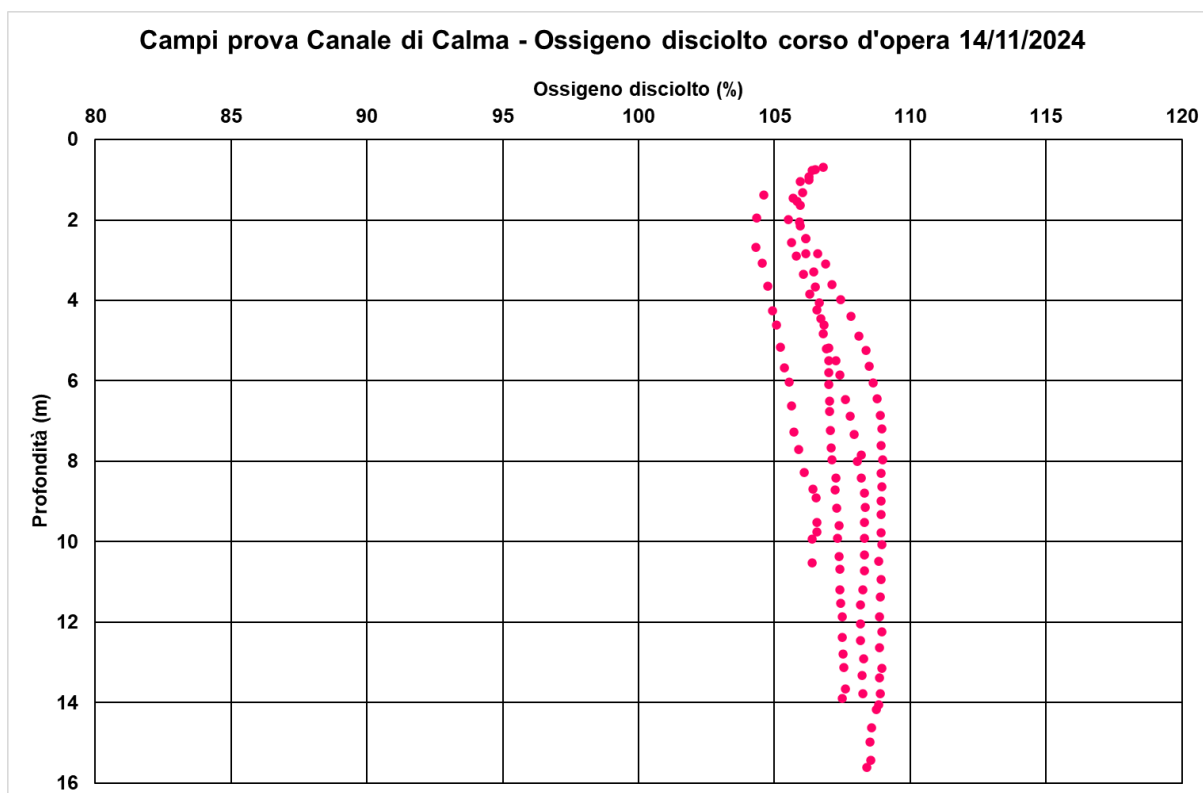 Campi prova Canale di Calma - Ossigeno disciolto corso d'opera 14/11/2024
Ossigeno disciolto (%)
80 85 90 95 100 105 110 115 120
0
2
4
6
8
10
12
14
16
Profondità (m)